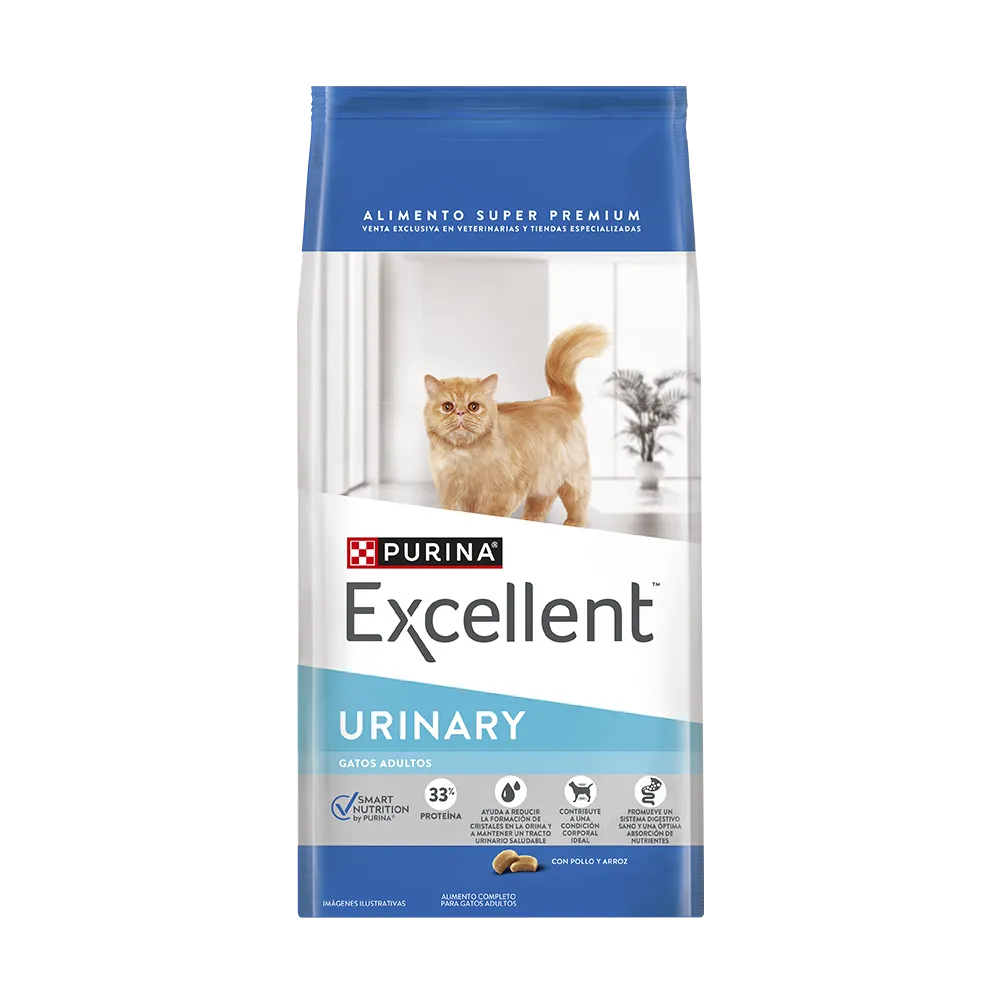 ALIMENTO SUPER PREMIUM
VENTA EXCLUSIVA EN VETERINARIAS Y TIENDAS ESPECIALIZADAS
PURINA®
Excellent™
URINARY
GATOS ADULTOS
SMART
NUTRITION
by PURINA®
33%
PROTEÍNA
AYUDA A REDUCIR
LA FORMACIÓN DE
CRISTALES EN LA ORINA Y
A MANTENER UN TRACTO
URINARIO SALUDABLE
CONTRIBUYE
A UNA
CONDICIÓN
CORPORAL
IDEAL
PROMUEVE UN
SISTEMA DIGESTIVO
SANO Y UNA ÓPTIMA
ABSORCIÓN DE
NUTRIENTES
CON POLLO Y ARROZ
IMÁGENES ILUSTRATIVAS
ALIMENTO COMPLETO
PARA GATOS ADULTOS